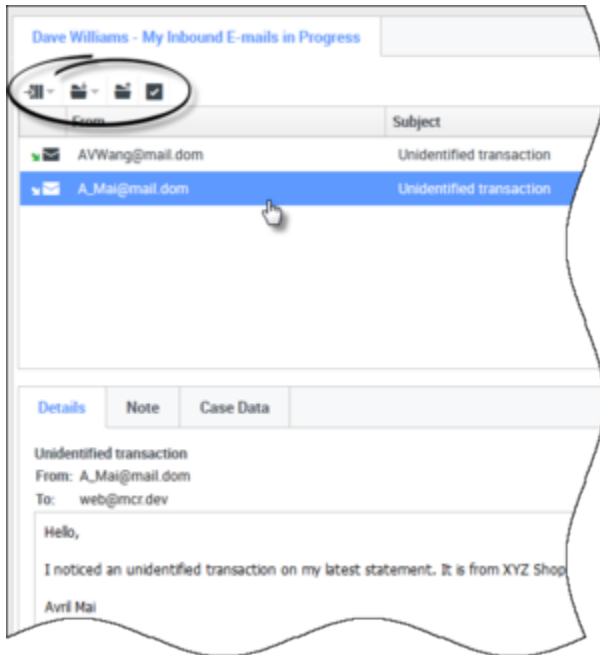 Dave Williams - My Inbound E-mails in Progress
From Subject
AVWang@mail.dom Unidentified transaction
A_Mai@mail.dom Unidentified transaction
Details Note Case Data
Unidentified transaction
From: A_Mai@mail.dom
To: web@mcr.dev
Hello,
I noticed an unidentified transaction on my latest statement. It is from XYZ Shop
Avril Mai